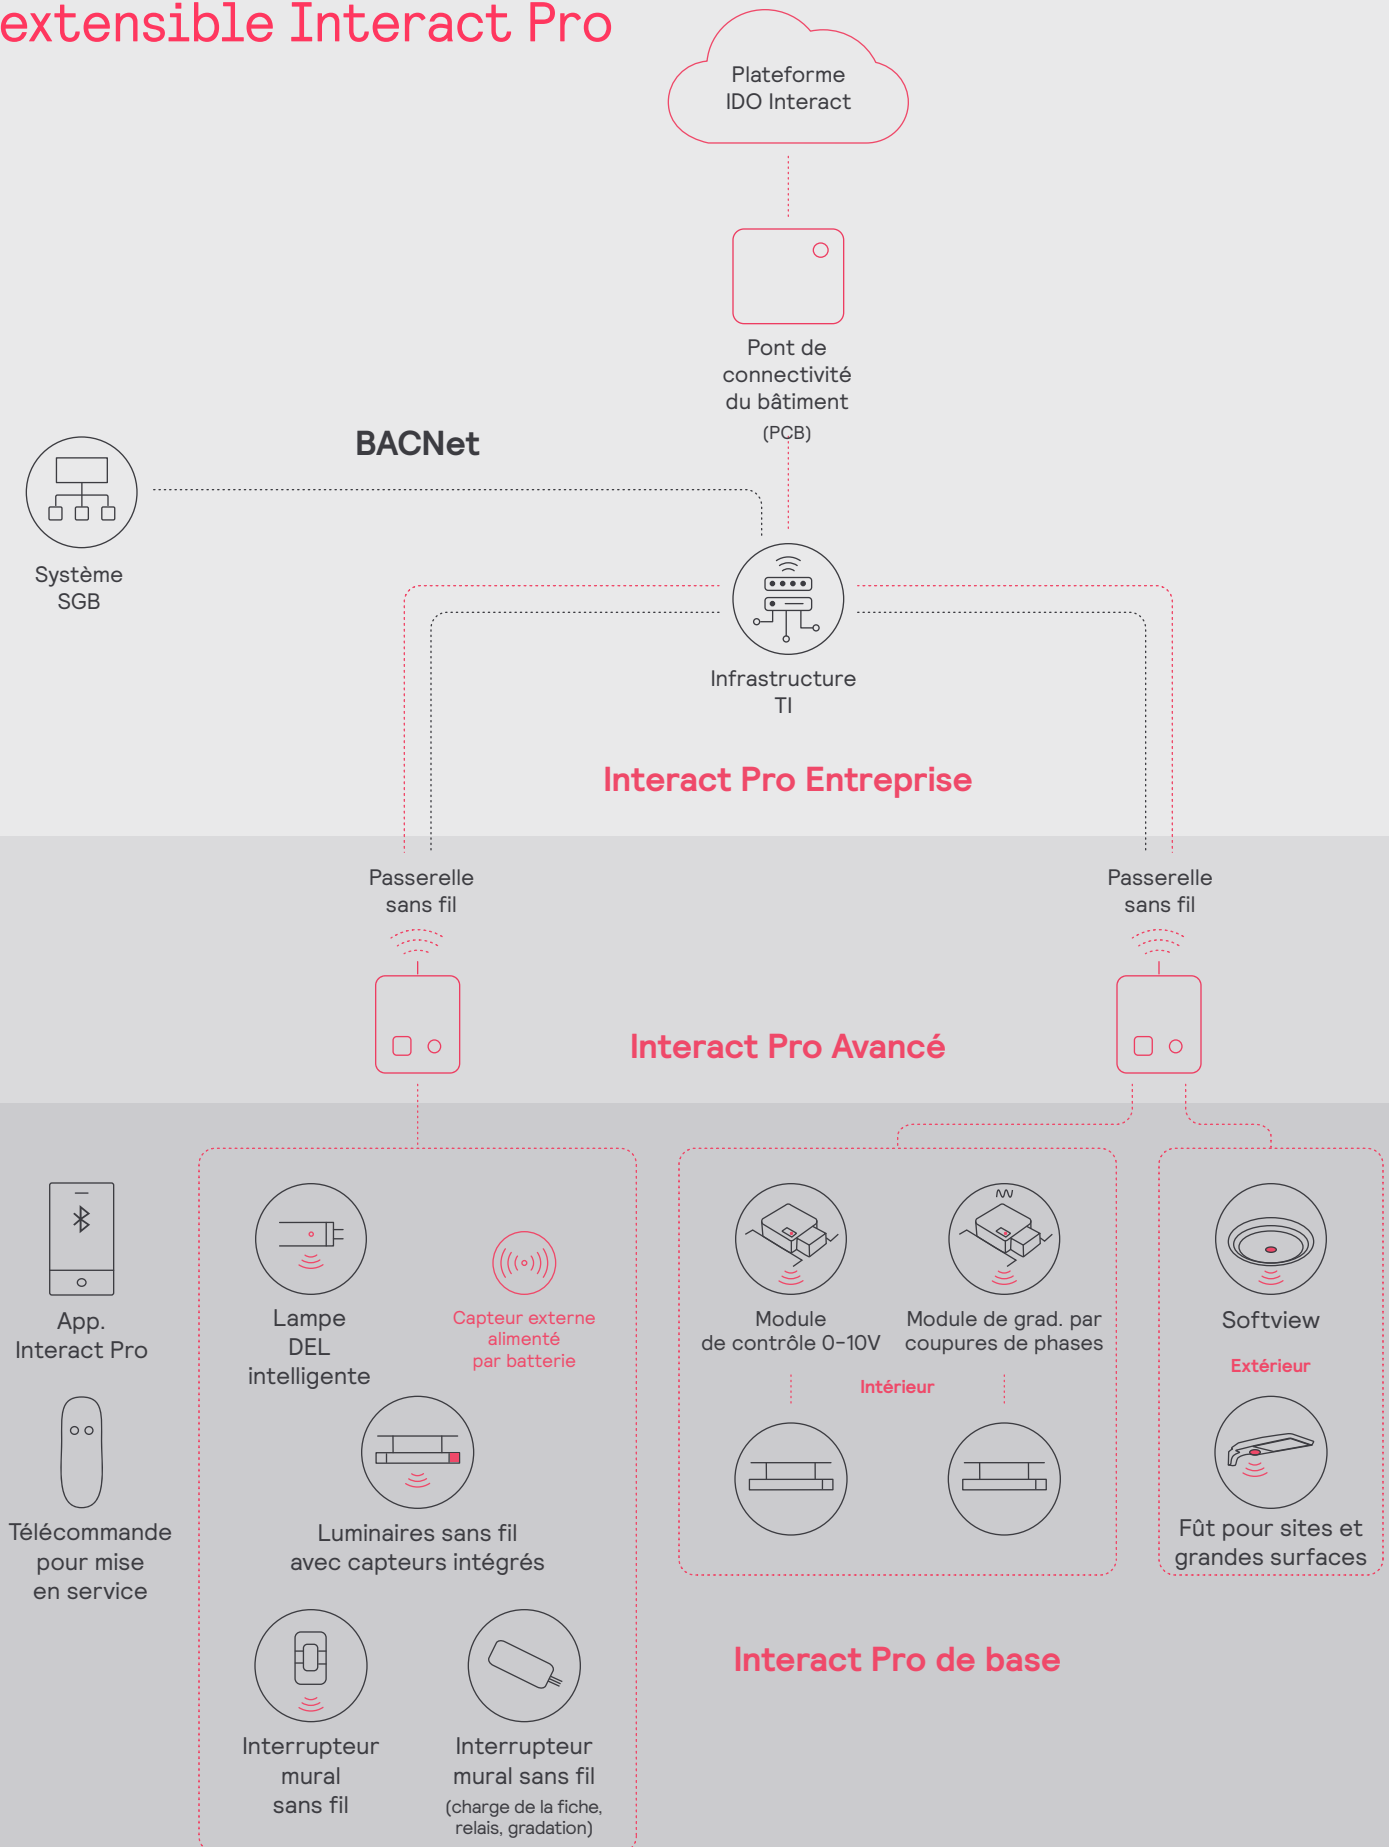 extensible Interact Pro
Plateforme
IDO Interact
Pont de
connectivité
du bâtiment
(PCB)
BACNet
Système
SGB
Infrastructure
TI
Interact Pro Entreprise
Passerelle
sans fil
Passerelle
sans fil
Interact Pro Avancé
App.
Interact Pro
Télécommande
pour mise
en service
Lampe
DEL
intelligente
Capteur externe
alimenté
par batterie
Luminaires sans fil
avec capteurs intégrés
Interrupteur
mural
sans fil
Interrupteur
mural sans fil
(charge de la fiche,
relais, gradation)
Module
de contrôle 0-10V
Module de grad. par
coupures de phases
Intérieur
Softview
Extérieur
Fût pour sites et
grandes surfaces
Interact Pro de base